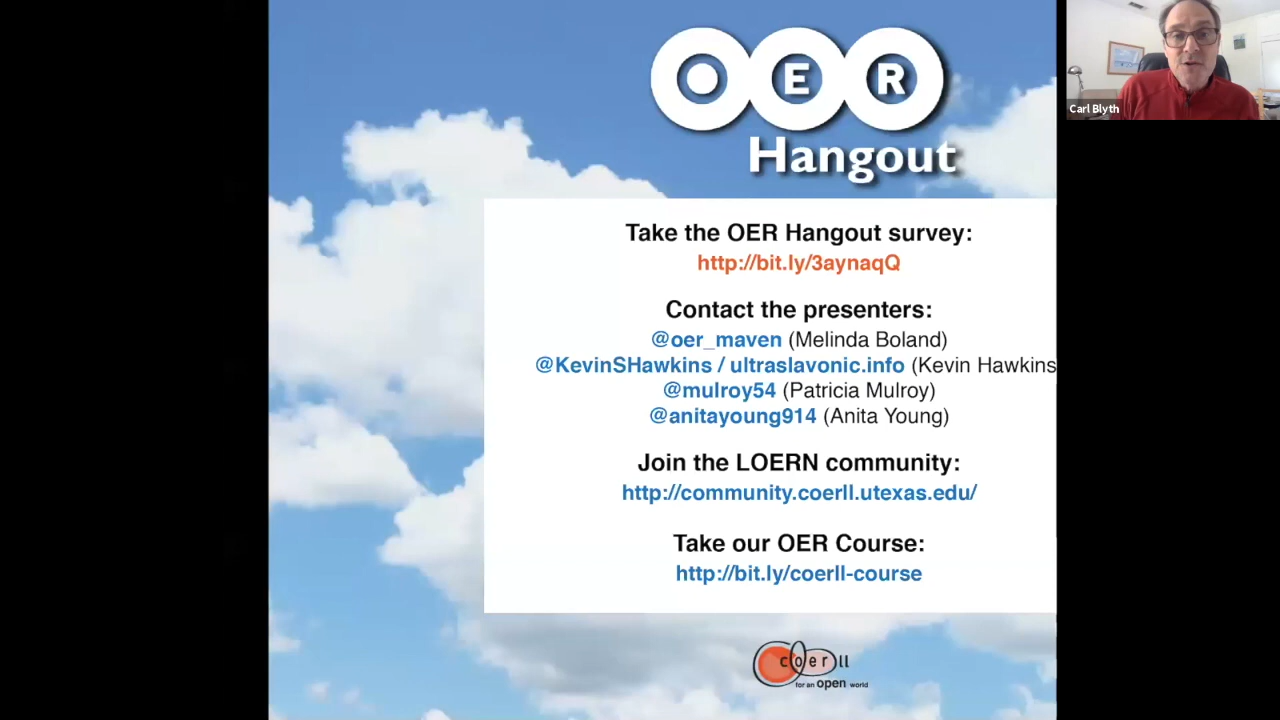 OER
Hangout
Carl Blyth
Take the OER Hangout survey:
http://bit.ly/3aynaqQ
Contact the presenters:
@oer_maven (Melinda Boland)
@KevinSHawkins / ultraslavonic.info (Kevin Hawkins
@mulroy54 (Patricia Mulroy)
@anitayoung914 (Anita Young)
Join the LOERN community:
http://community.coerll.utexas.edu/
Take our OER Course:
http://bit.ly/coerll-course
coerll
for an open world